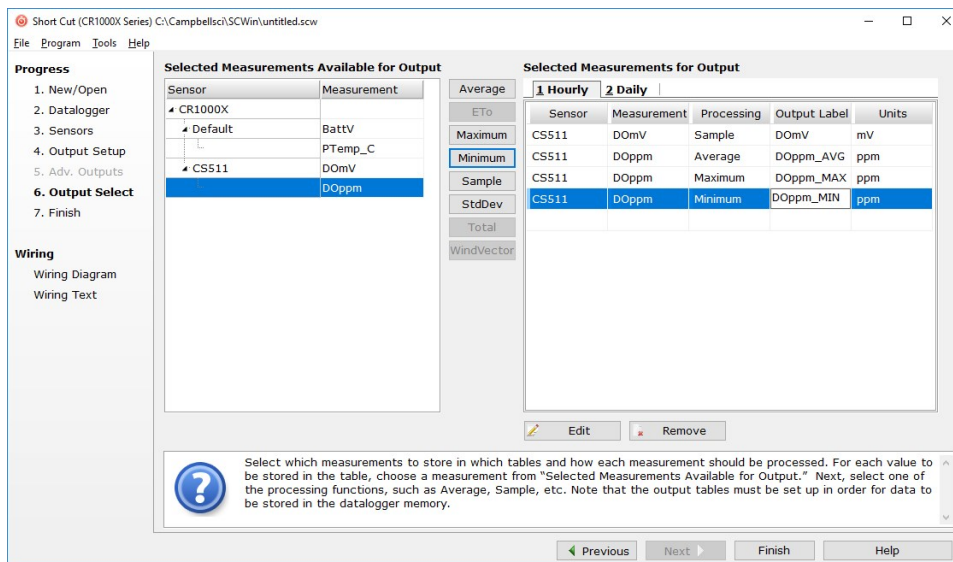 Short Cut (CR1000X Series) C:\Campbellsci\SCWin\untitled.scw
File Program Tools Help
Progress
1. New/Open
2. Datalogger
3. Sensors
4. Output Setup
5. Adv. Outputs
6. Output Select
7. Finish
Wiring
Wiring Diagram
Wiring Text
Selected Measurements Available for Output
Sensor Measurement
CR1000X
Default BattV
PTemp_C
CS511 DOmV
DOppm
Average
ETo
Maximum
Minimum
Sample
StdDev
Total
WindVector
Selected Measurements for Output
1 Hourly 2 Daily
Sensor Measurement Processing Output Label Units
CS511 DOmV Sample DOmV mV
CS511 DOppm Average DOppm_AVG ppm
CS511 DOppm Maximum DOppm_MAX ppm
CS511 DOppm Minimum DOppm_MIN ppm
Edit Remove
Select which measurements to store in which tables and how each measurement should be processed. For each value to
be stored in the table, choose a measurement from “Selected Measurements Available for Output.” Next, select one of
the processing functions, such as Average, Sample, etc. Note that the output tables must be set up in order for data to
be stored in the datalogger memory.
Previous Next Finish Help